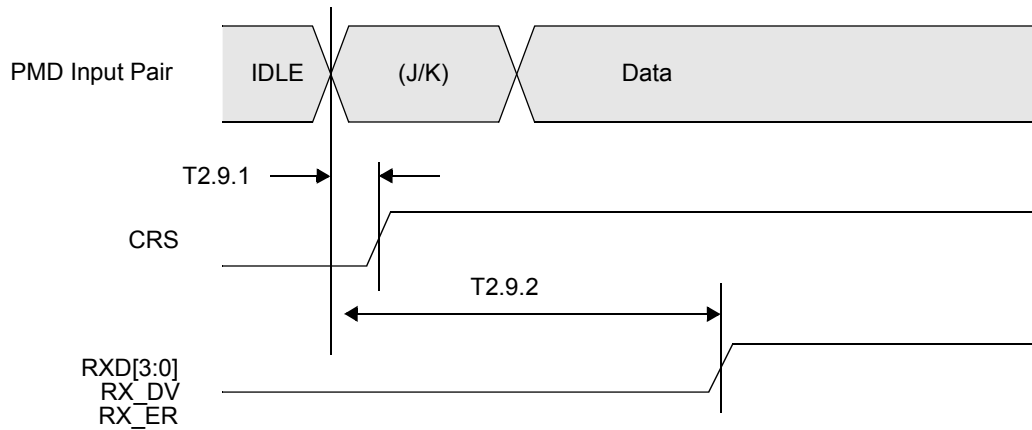 PMD Input Pair
IDLE
(J/K)
Data
T2.9.1
CRS
T2.9.2
RXD[3:0]
RX_DV
RX_ER